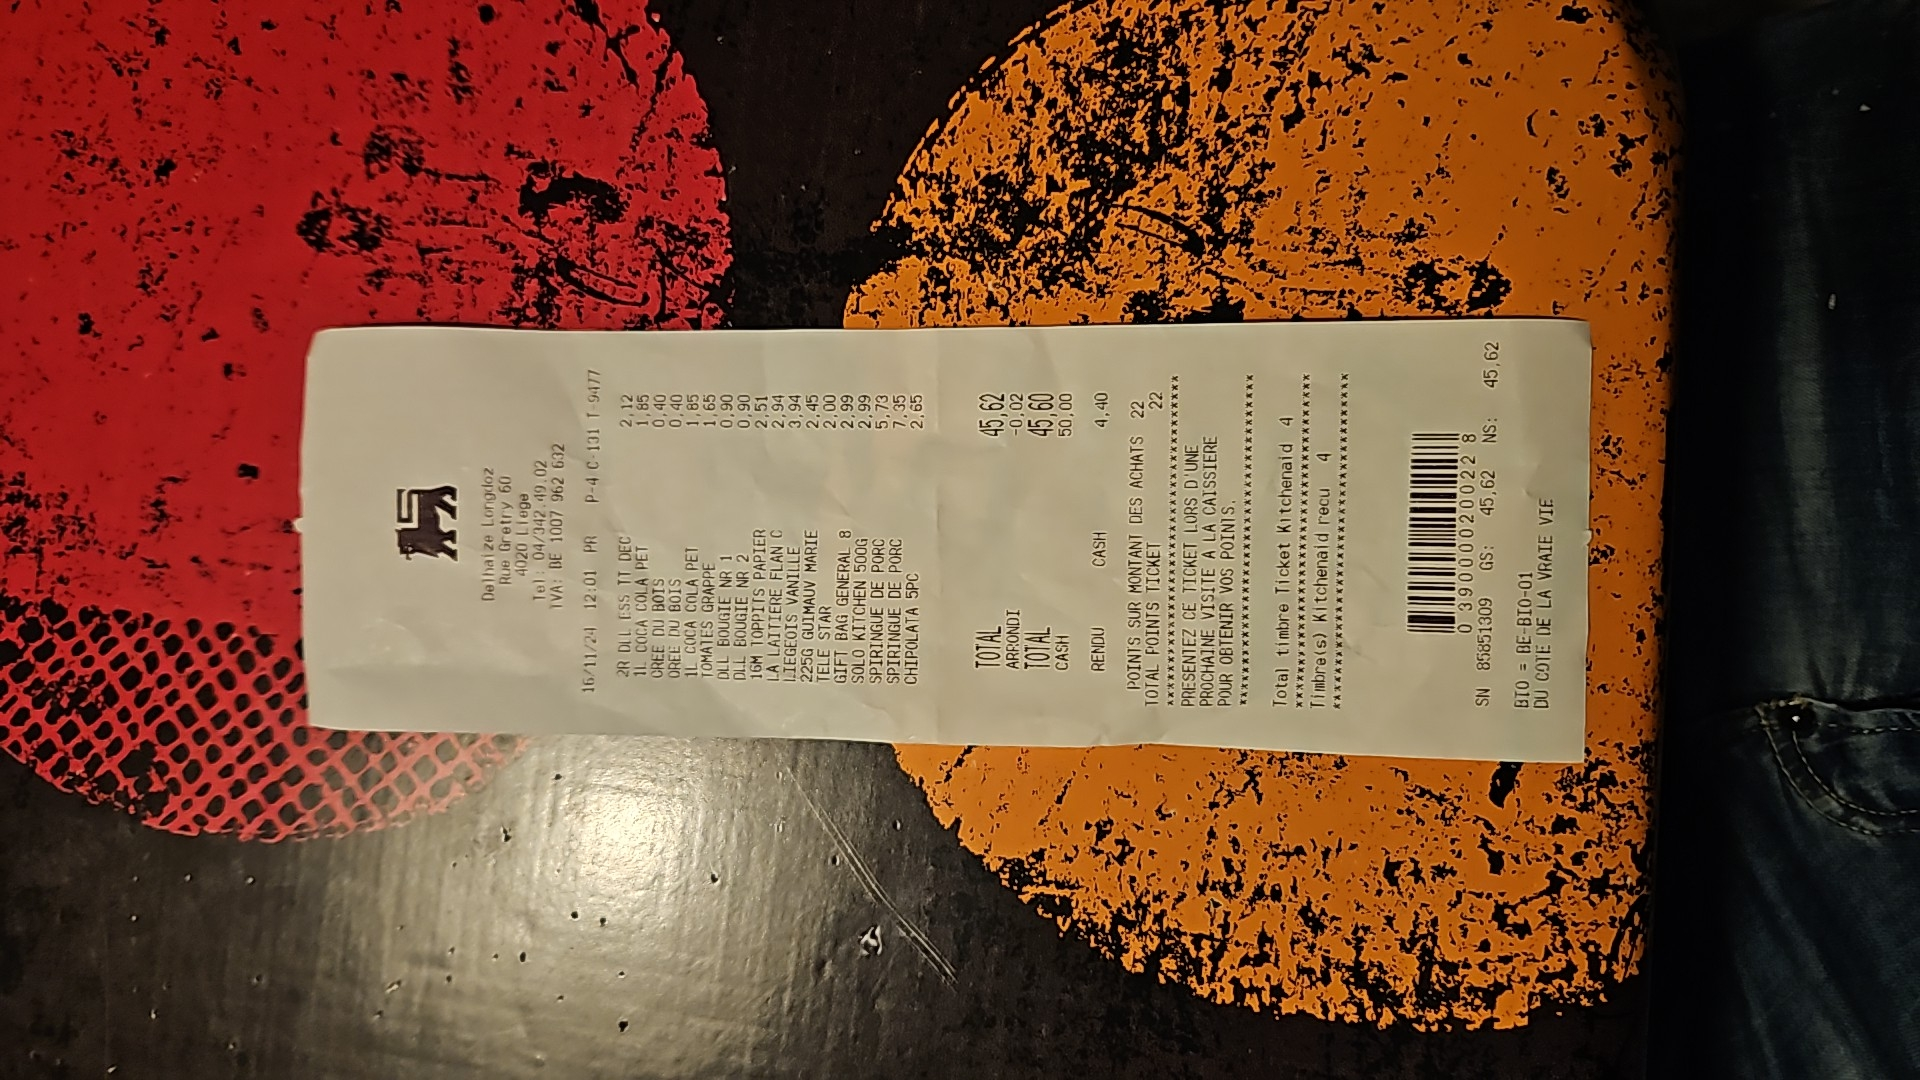 Delhaize Longdoz
Rue Gretry 60
4020 Liege
Tel: 04/342.49.02
TVA: BE 1007 962 632
16/11/24 12:01 PR P-4 C-131 T-9477
2R DLL ESSS TT DEC 2,12
1L COCA COLA PET 1,85
OREE DU BOIS 0,40
OREE DU BOIS 0,40
1L COCA COLA PET 1,85
TOMATES GRAPPE 1,65
DLL BOUGIE NR 1 0,90
DLL BOUGIE NR 2 0,90
16M TOPPITS PAPIER 2,51
LA LAITIERE FLAN C 2,94
LIEGEOIS VANILLE 3,94
225G GUIMAUV MARIE 2,45
TELE STAR 2,00
GIFT BAG GENERAL 8 2,99
SOLO KITCHEN 500G 2,99
SPIRINGUE DE PORC 5,73
SPIRINGUE DE PORC 7,35
CHIPOLATA 5PC 2,65
TOTAL 45,62
ARRONDI -0,02
TOTAL 45,60
CASH 50,00
RENDU CASH 4,40
POINTS SUR MONTANT DES ACHATS 22
TOTAL POINTS TICKET 22
****************************************
PRESENTEZ CE TICKET LORS D'UNE
PROCHAINE VISITE A LA CAISSIERE
POUR OBTENIR VOS POINTS.
****************************************
Total timbre Ticket Kitchenaid 4
****************************************
Timbre(s) Kitchenaid recu 4
****************************************
0 390000200228
SN 85851309 GS: 45,62 NS: 45,62
BIO = BE-BIO-01
DU COTE DE LA VRAIE VIE